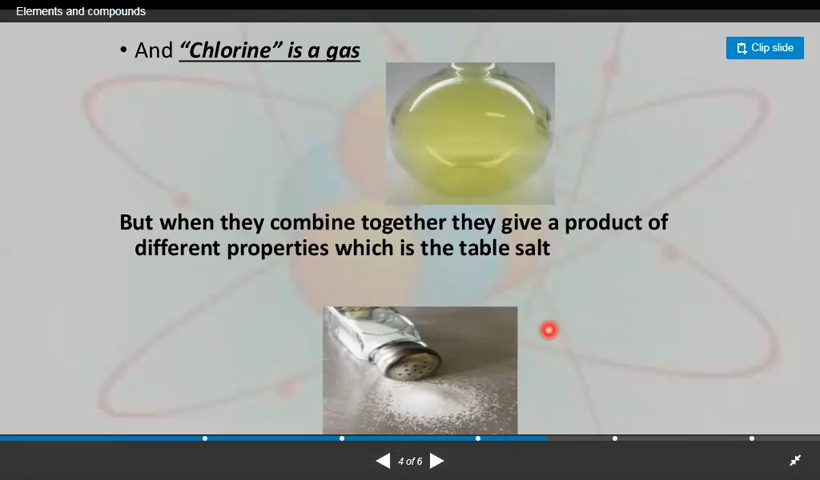 Elements and compounds
• And “Chlorine” is a gas
Clip slide
But when they combine together they give a product of
different properties which is the table salt
4 of 6